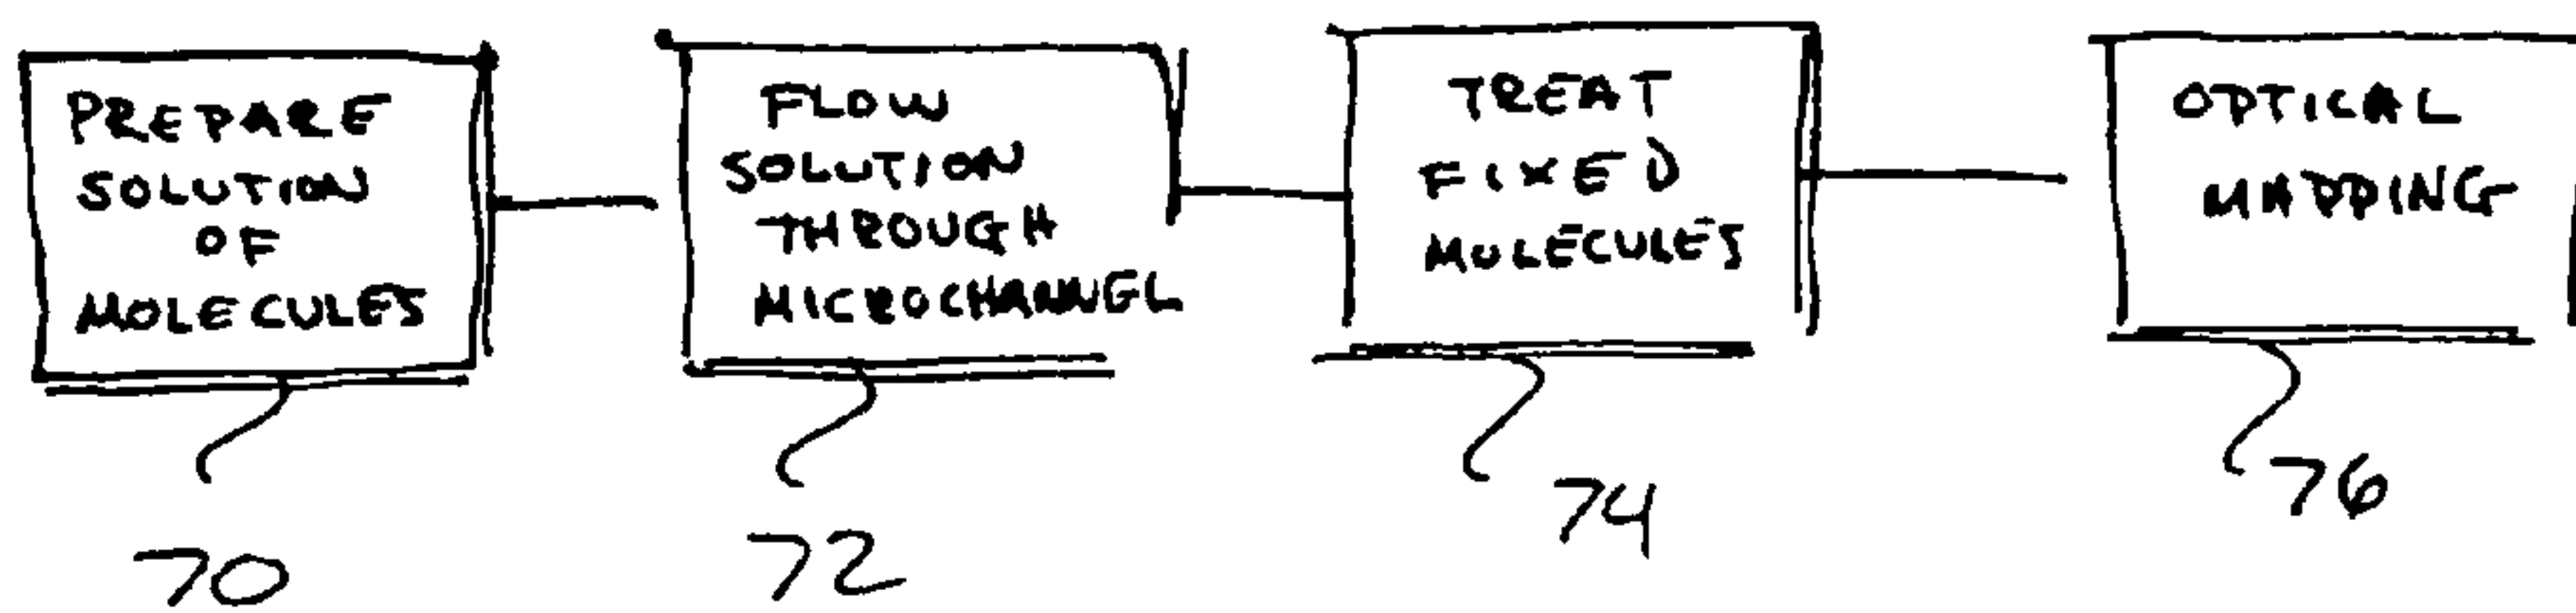 PREPARE
SOLUTION
OF
MOLECULES
FLOW
SOLUTION
THROUGH
MICROCHANNEL
TREAT
FIXED
MOLECULES
OPTICAL
MAPPING
70
72
74
76